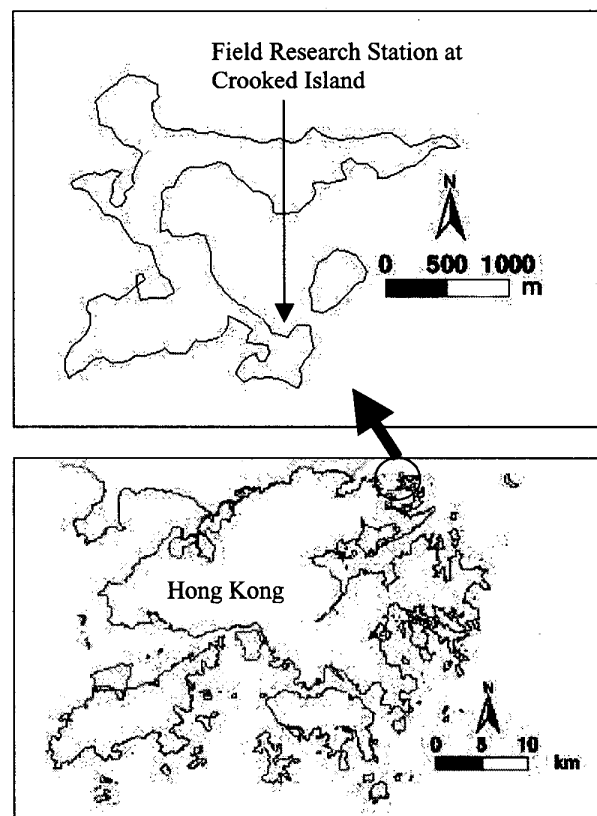 Field Research Station at
Crooked Island
N
0 500 1000
m
Hong Kong
N
0 5 10
km